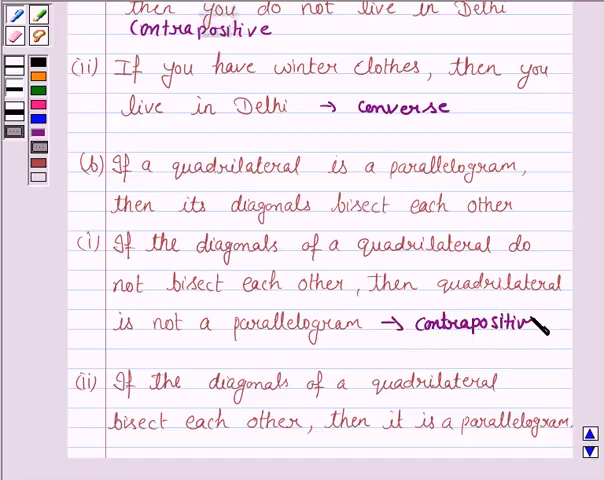 then you do not live in Delhi
contrapositive
(ii) If you have winter clothes, then you
live in Delhi → converse
(b) If a quadrilateral is a parallelogram,
then its diagonals bisect each other
(i) If the diagonals of a quadrilateral do
not bisect each other, then quadrilateral
is not a parallelogram → contrapositiv
(ii) If the diagonals of a quadrilateral
bisect each other, then it is a parallelogram.